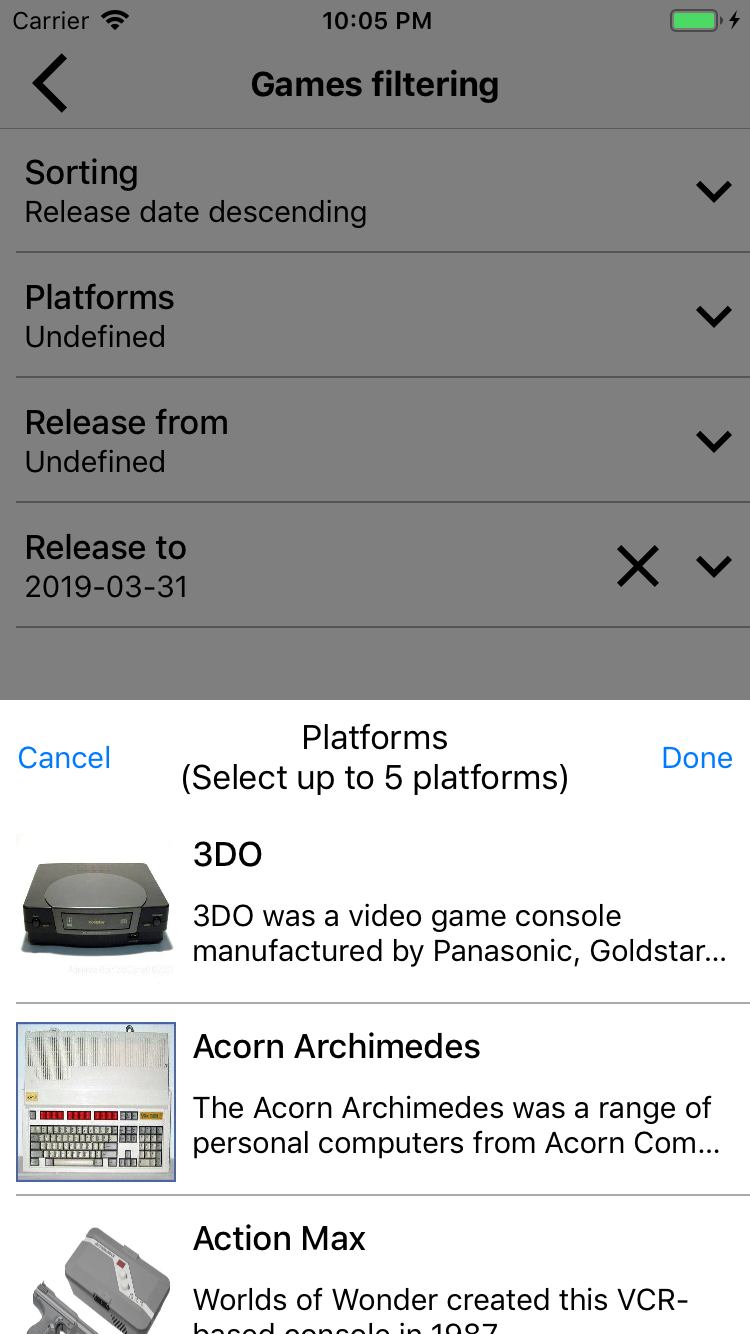 Carrier 10:05 PM
Games filtering
Sorting
Release date descending
Platforms
Undefined
Release from
Undefined
Release to
2019-03-31
Cancel
Platforms
(Select up to 5 platforms)
Done
3DO
3DO was a video game console
manufactured by Panasonic, Goldstar...
Acorn Archimedes
The Acorn Archimedes was a range of
personal computers from Acorn Com...
Action Max
Worlds of Wonder created this VCR-
based console in 1987